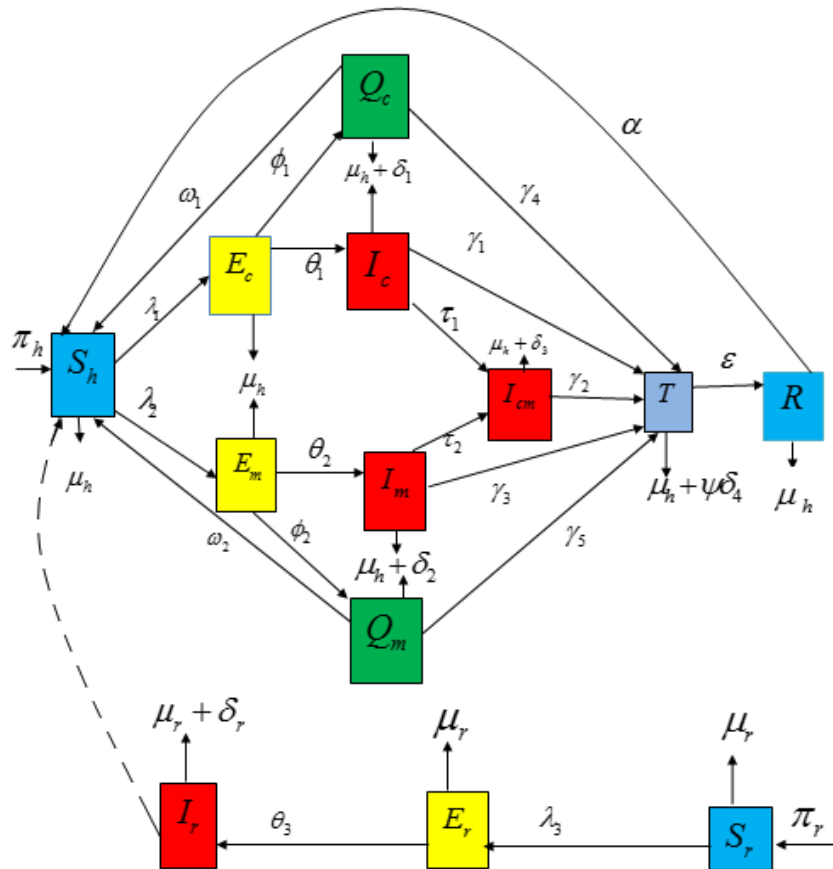 Q_c
α
ϕ_1
μ_h + δ_1
ω_1
γ_4
E_c
θ_1
I_c
γ_1
λ_1
τ_1
π_h
S_h
μ_h + δ_3
ε
μ_h
I_cm
γ_2
T
R
λ_2
E_m
θ_2
τ_2
I_m
μ_h
γ_3
μ_h + ψδ_4
μ_h
ω_2
ϕ_2
γ_5
μ_h + δ_2
Q_m
μ_r + δ_r
μ_r
μ_r
I_r
θ_3
E_r
λ_3
S_r
π_r